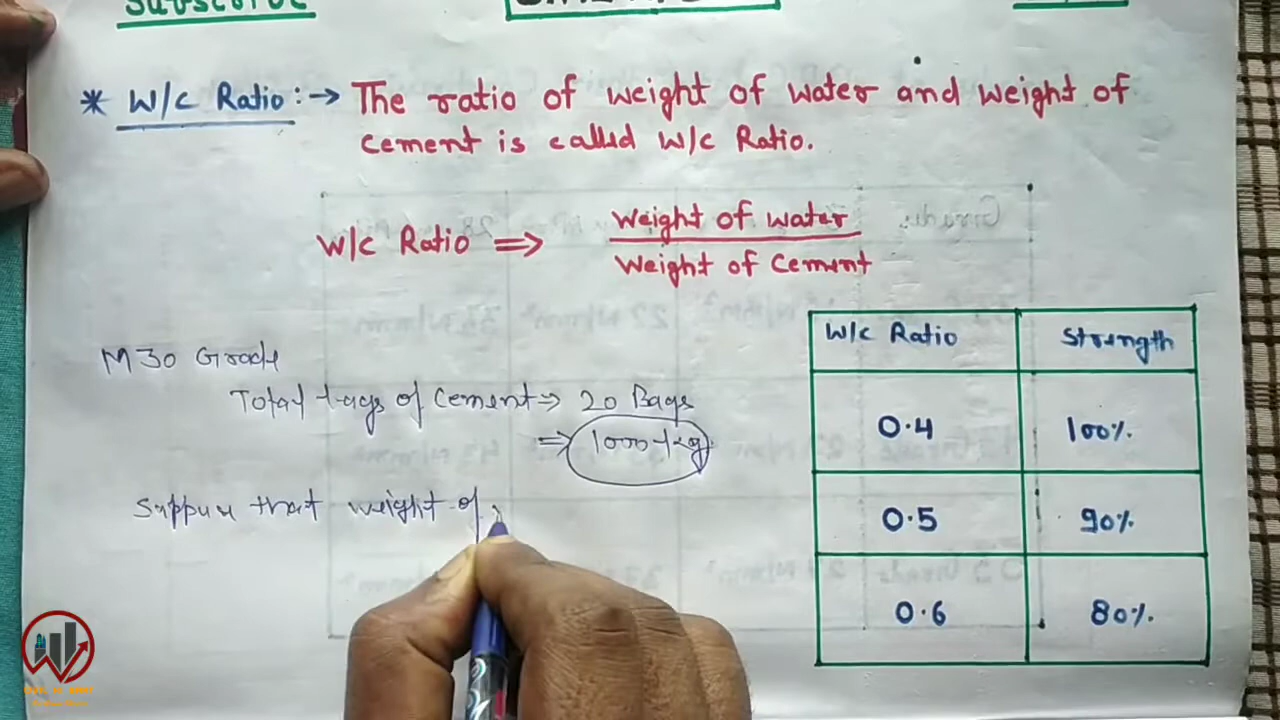 Subscribe
* W/c Ratio :→ The ratio of weight of water and weight of
cement is called W/c Ratio.
W/c Ratio ⇒ Weight of water
Weight of Cement
M30 Grade
Total bags of cement ⇒ 20 Bags
⇒ 1000 kg
Suppose that weight of
W/c Ratio Strength
0.4 100%
0.5 90%
0.6 80%